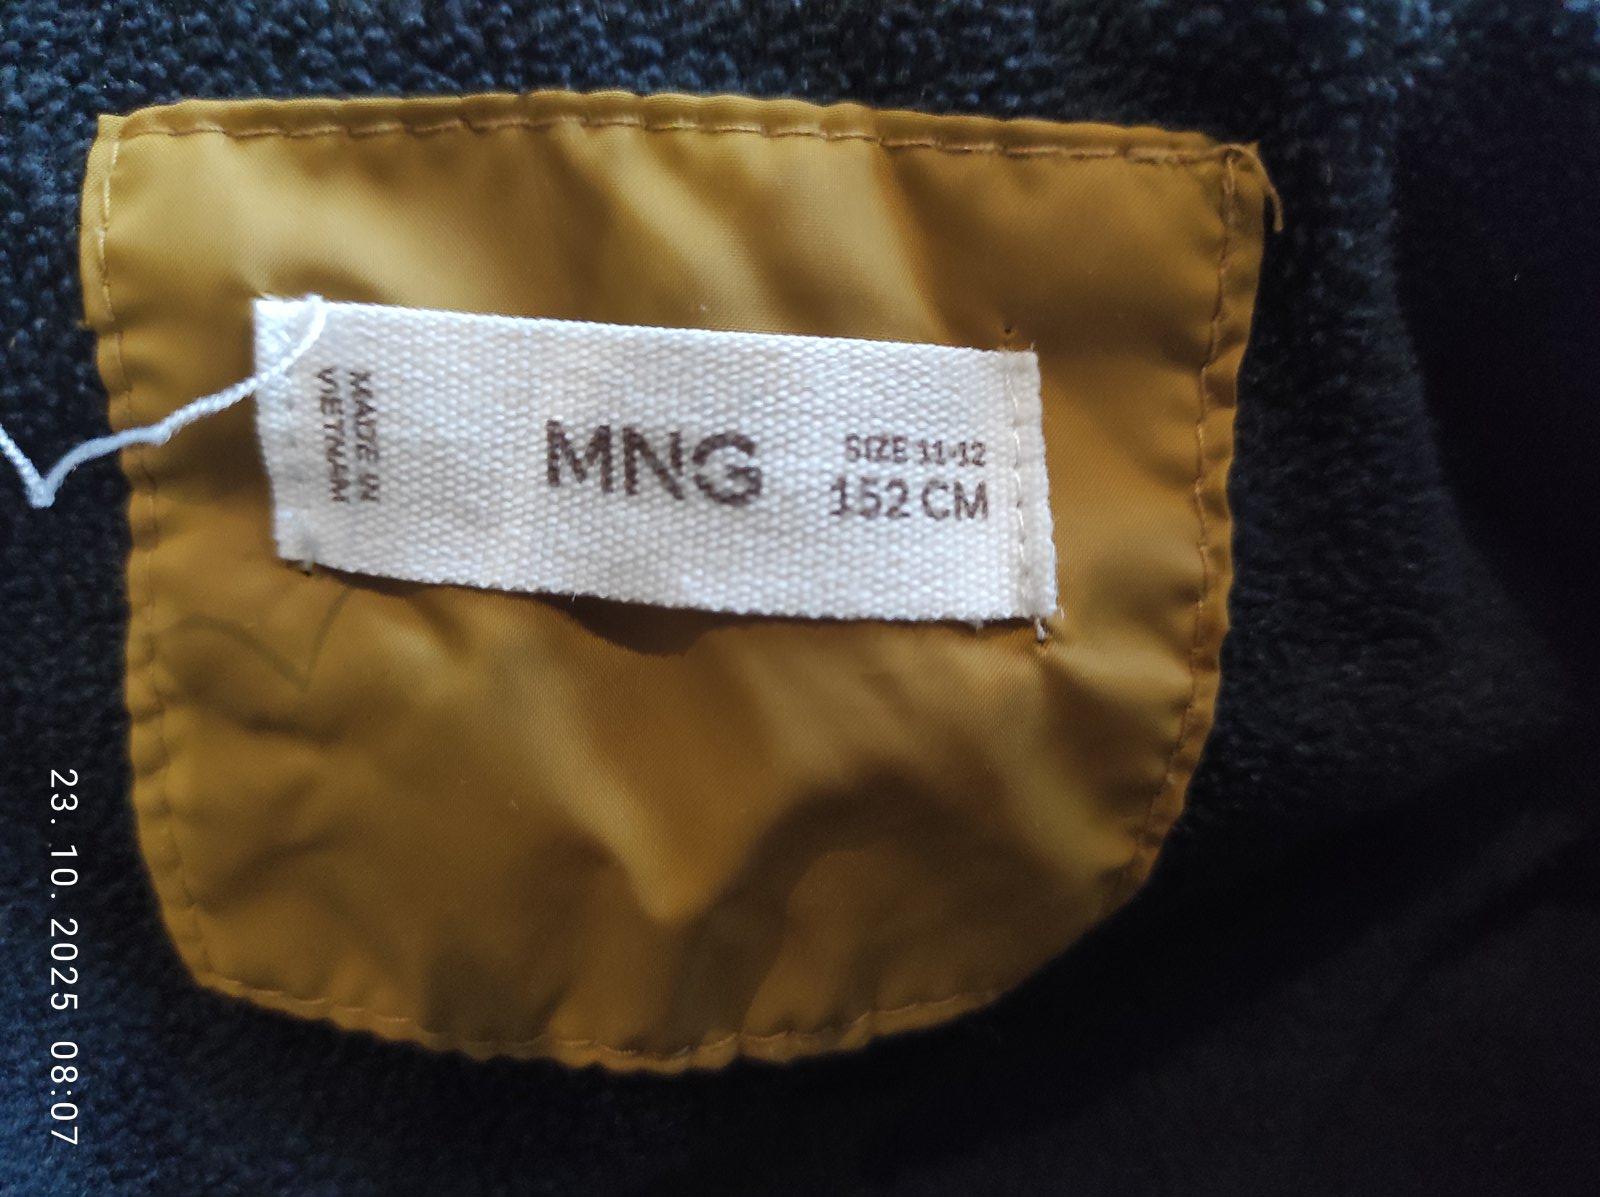 MADE IN
VIETNAM
MNG
SIZE 11-12
152 CM
23. 10. 2025 08:07